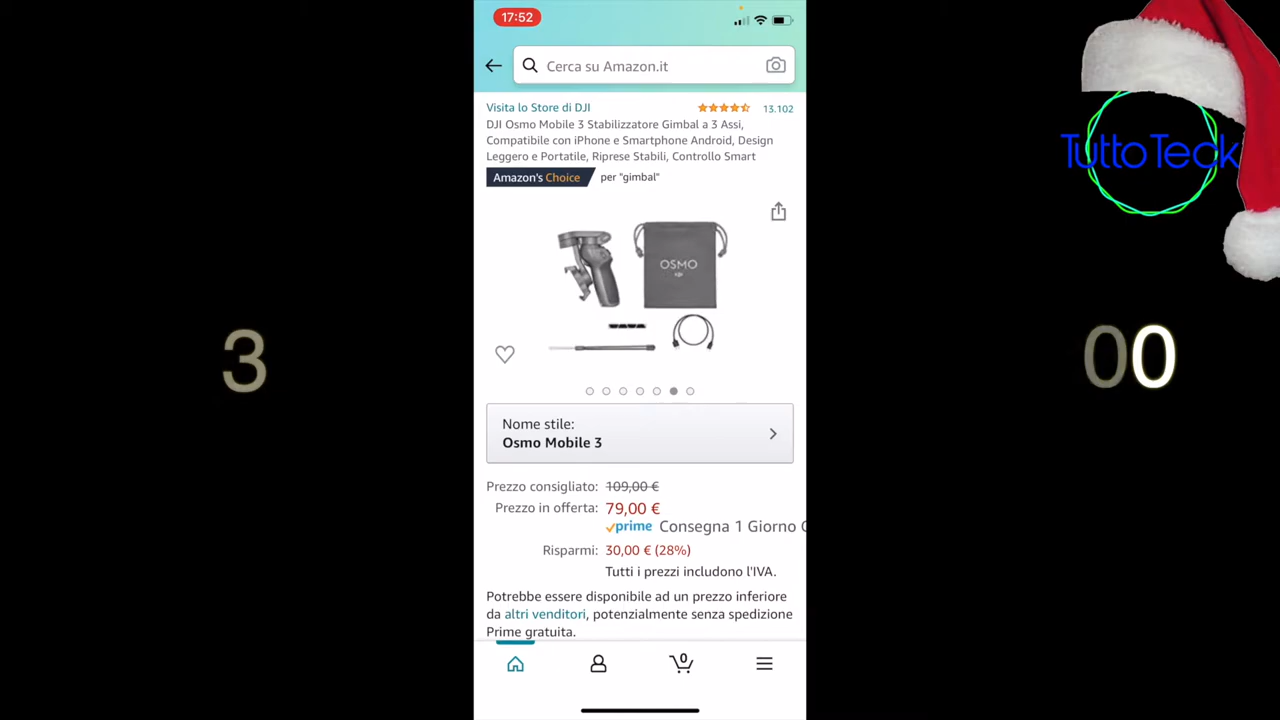 17:52
Cerca su Amazon.it
Visita lo Store di DJI
13.102
DJI Osmo Mobile 3 Stabilizzatore Gimbal a 3 Assi,
Compatibile con iPhone e Smartphone Android, Design
Leggero e Portatile, Riprese Stabili, Controllo Smart
Amazon's Choice per "gimbal"
OSMO
dji
Nome stile:
Osmo Mobile 3
Prezzo consigliato: 109,00 €
Prezzo in offerta: 79,00 €
prime Consegna 1 Giorno
Risparmi: 30,00 € (28%)
Tutti i prezzi includono l'IVA.
Potrebbe essere disponibile ad un prezzo inferiore
da altri venditori, potenzialmente senza spedizione
Prime gratuita.
0
3
00
TuttoTeck